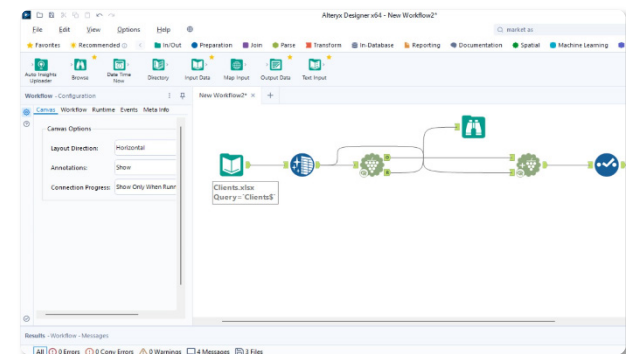 Alteryx Designer x64 - New Workflow2*
File Edit View Options Help
market as
Favorites Recommended In/Out Preparation Join Parse Transform In-Database Reporting Documentation Spatial Machine Learning
Auto Insights Uploader Browse Date Time Now Directory Input Data Map Input Output Data Text Input
Workflow - Configuration
New Workflow2* × +
Canvas Workflow Runtime Events Meta Info
Canvas Options
Layout Direction: Horizontal
Annotations: Show
Connection Progress: Show Only When Runn
Clients.xlsx
Query=`Clients$`
Results - Workflow - Messages
All 0 Errors 0 Conv Errors 0 Warnings 4 Messages 3 Files